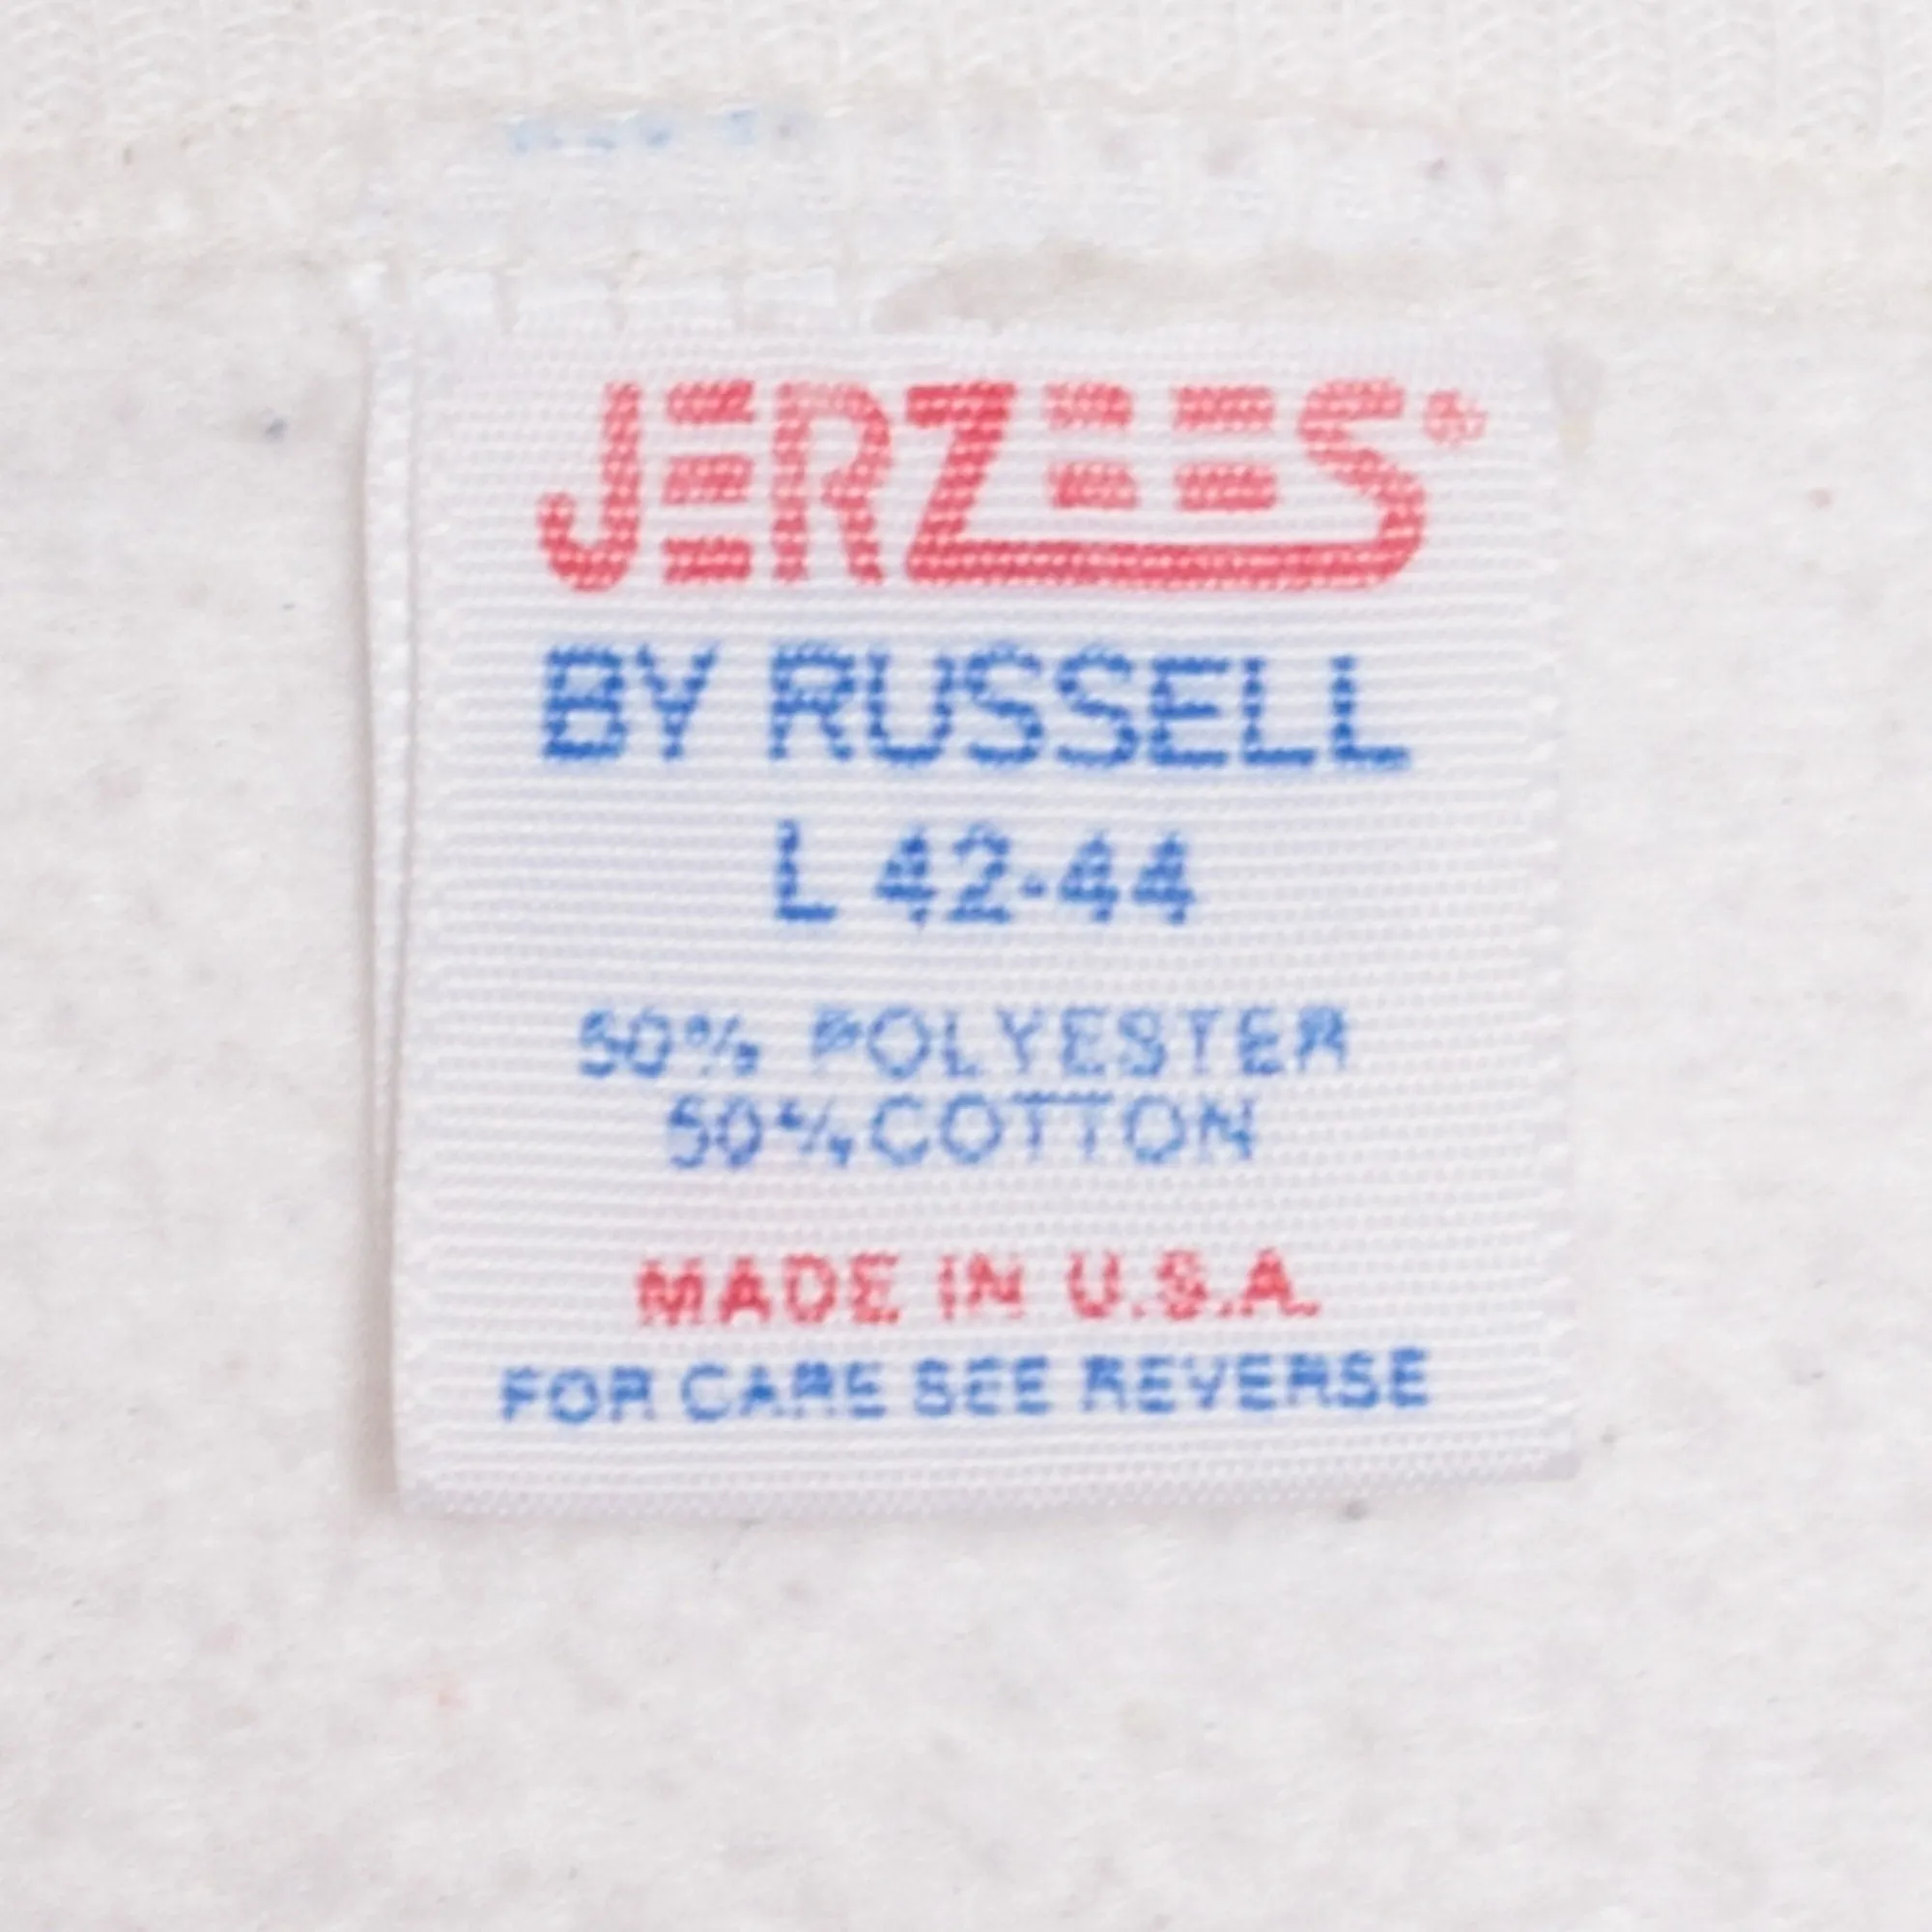 JERZEES®
BY RUSSELL
L 42-44
50% POLYESTER
50% COTTON
MADE IN U.S.A.
FOR CARE SEE REVERSE